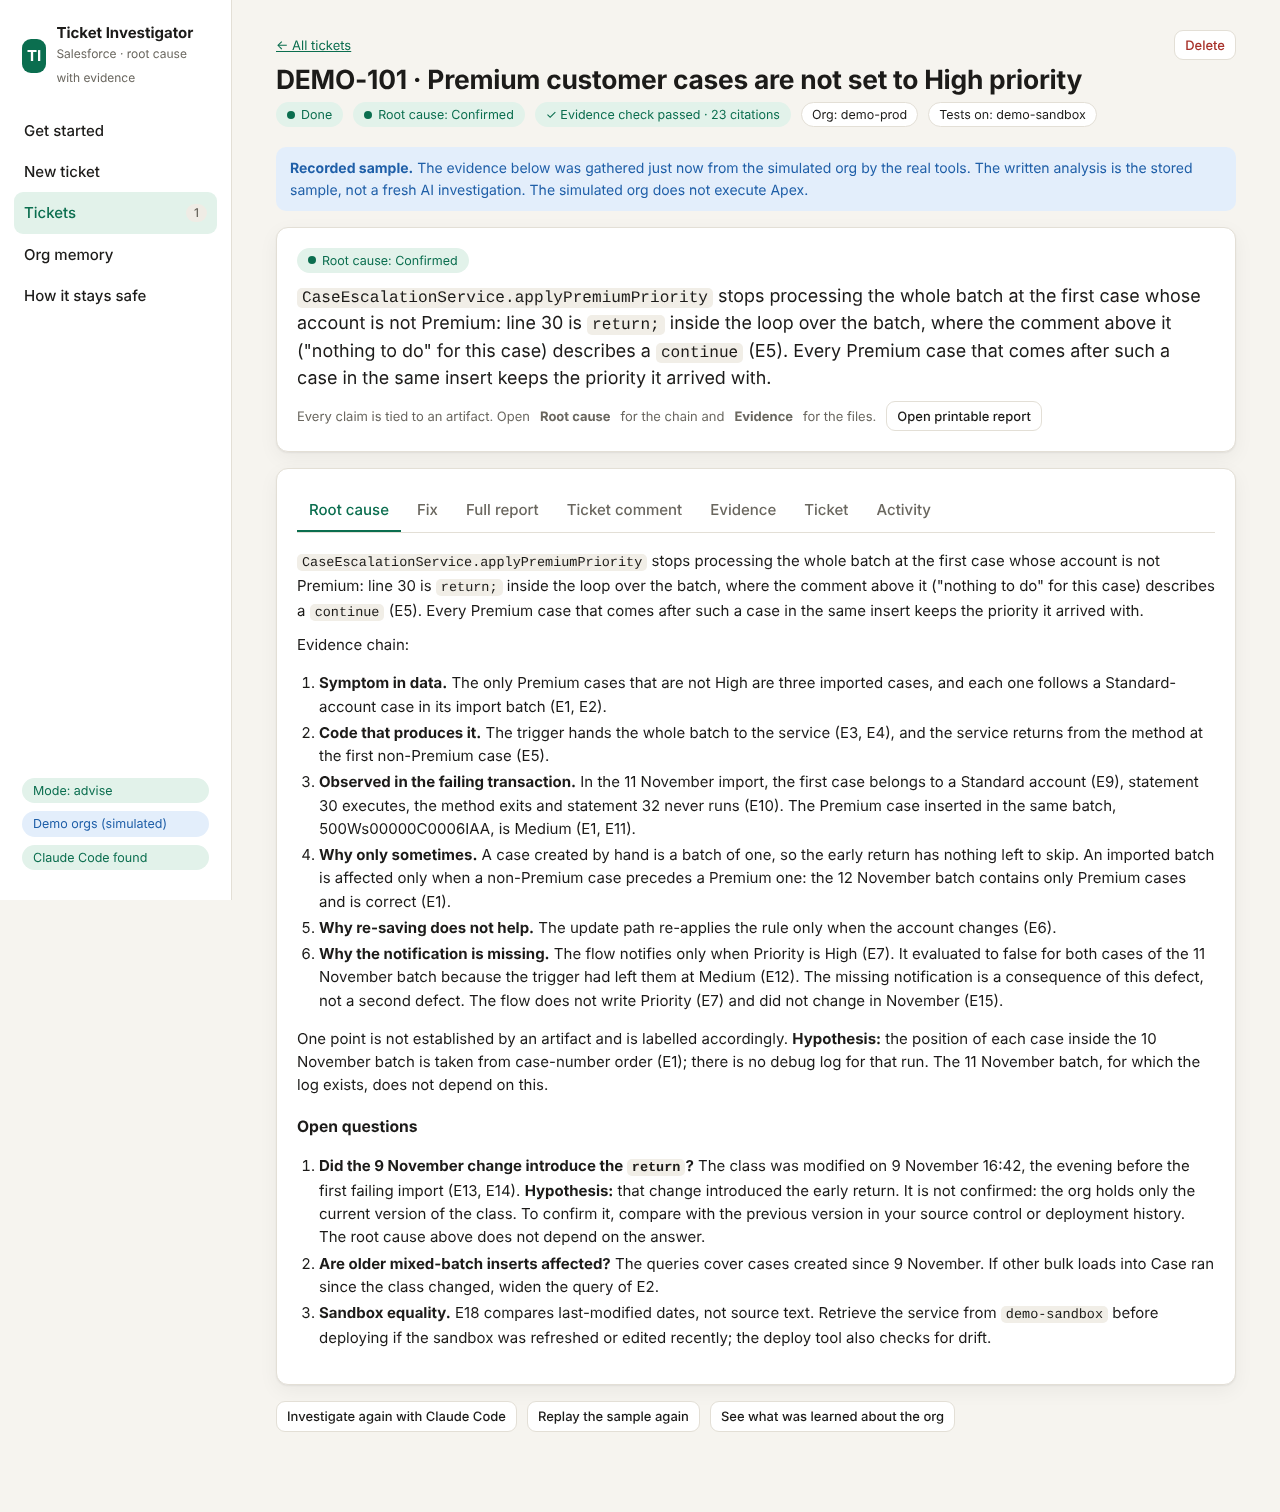 TI
Ticket Investigator
Salesforce · root cause
with evidence
Get started
New ticket
Tickets 1
Org memory
How it stays safe
Mode: advise
Demo orgs (simulated)
Claude Code found
← All tickets
Delete
DEMO-101 · Premium customer cases are not set to High priority
Done
Root cause: Confirmed
✓ Evidence check passed · 23 citations
Org: demo-prod
Tests on: demo-sandbox
Recorded sample. The evidence below was gathered just now from the simulated org by the real tools. The written analysis is the stored
sample, not a fresh AI investigation. The simulated org does not execute Apex.
Root cause: Confirmed
CaseEscalationService.applyPremiumPriority stops processing the whole batch at the first case whose
account is not Premium: line 30 is return; inside the loop over the batch, where the comment above it
("nothing to do" for this case) describes a continue (E5). Every Premium case that comes after such a
case in the same insert keeps the priority it arrived with.
Every claim is tied to an artifact. Open Root cause for the chain and Evidence for the files. Open printable report
Root cause Fix Full report Ticket comment Evidence Ticket Activity
CaseEscalationService.applyPremiumPriority stops processing the whole batch at the first case whose account is not
Premium: line 30 is return; inside the loop over the batch, where the comment above it ("nothing to do" for this case) describes
a continue (E5). Every Premium case that comes after such a case in the same insert keeps the priority it arrived with.
Evidence chain:
1. Symptom in data. The only Premium cases that are not High are three imported cases, and each one follows a Standard-
account case in its import batch (E1, E2).
2. Code that produces it. The trigger hands the whole batch to the service (E3, E4), and the service returns from the method at
the first non-Premium case (E5).
3. Observed in the failing transaction. In the 11 November import, the first case belongs to a Standard account (E9), statement
30 executes, the method exits and statement 32 never runs (E10). The Premium case inserted in the same batch,
500Ws00000C0006IAA, is Medium (E1, E11).
4. Why only sometimes. A case created by hand is a batch of one, so the early return has nothing left to skip. An imported batch
is affected only when a non-Premium case precedes a Premium one: the 12 November batch contains only Premium cases
and is correct (E1).
5. Why re-saving does not help. The update path re-applies the rule only when the account changes (E6).
6. Why the notification is missing. The flow notifies only when Priority is High (E7). It evaluated to false for both cases of the 11
November batch because the trigger had left them at Medium (E12). The missing notification is a consequence of this defect,
not a second defect. The flow does not write Priority (E7) and did not change in November (E15).
One point is not established by an artifact and is labelled accordingly. Hypothesis: the position of each case inside the 10
November batch is taken from case-number order (E1); there is no debug log for that run. The 11 November batch, for which the
log exists, does not depend on this.
Open questions
1. Did the 9 November change introduce the return? The class was modified on 9 November 16:42, the evening before the
first failing import (E13, E14). Hypothesis: that change introduced the early return. It is not confirmed: the org holds only the
current version of the class. To confirm it, compare with the previous version in your source control or deployment history.
The root cause above does not depend on the answer.
2. Are older mixed-batch inserts affected? The queries cover cases created since 9 November. If other bulk loads into Case ran
since the class changed, widen the query of E2.
3. Sandbox equality. E18 compares last-modified dates, not source text. Retrieve the service from demo-sandbox before
deploying if the sandbox was refreshed or edited recently; the deploy tool also checks for drift.
Investigate again with Claude Code
Replay the sample again
See what was learned about the org